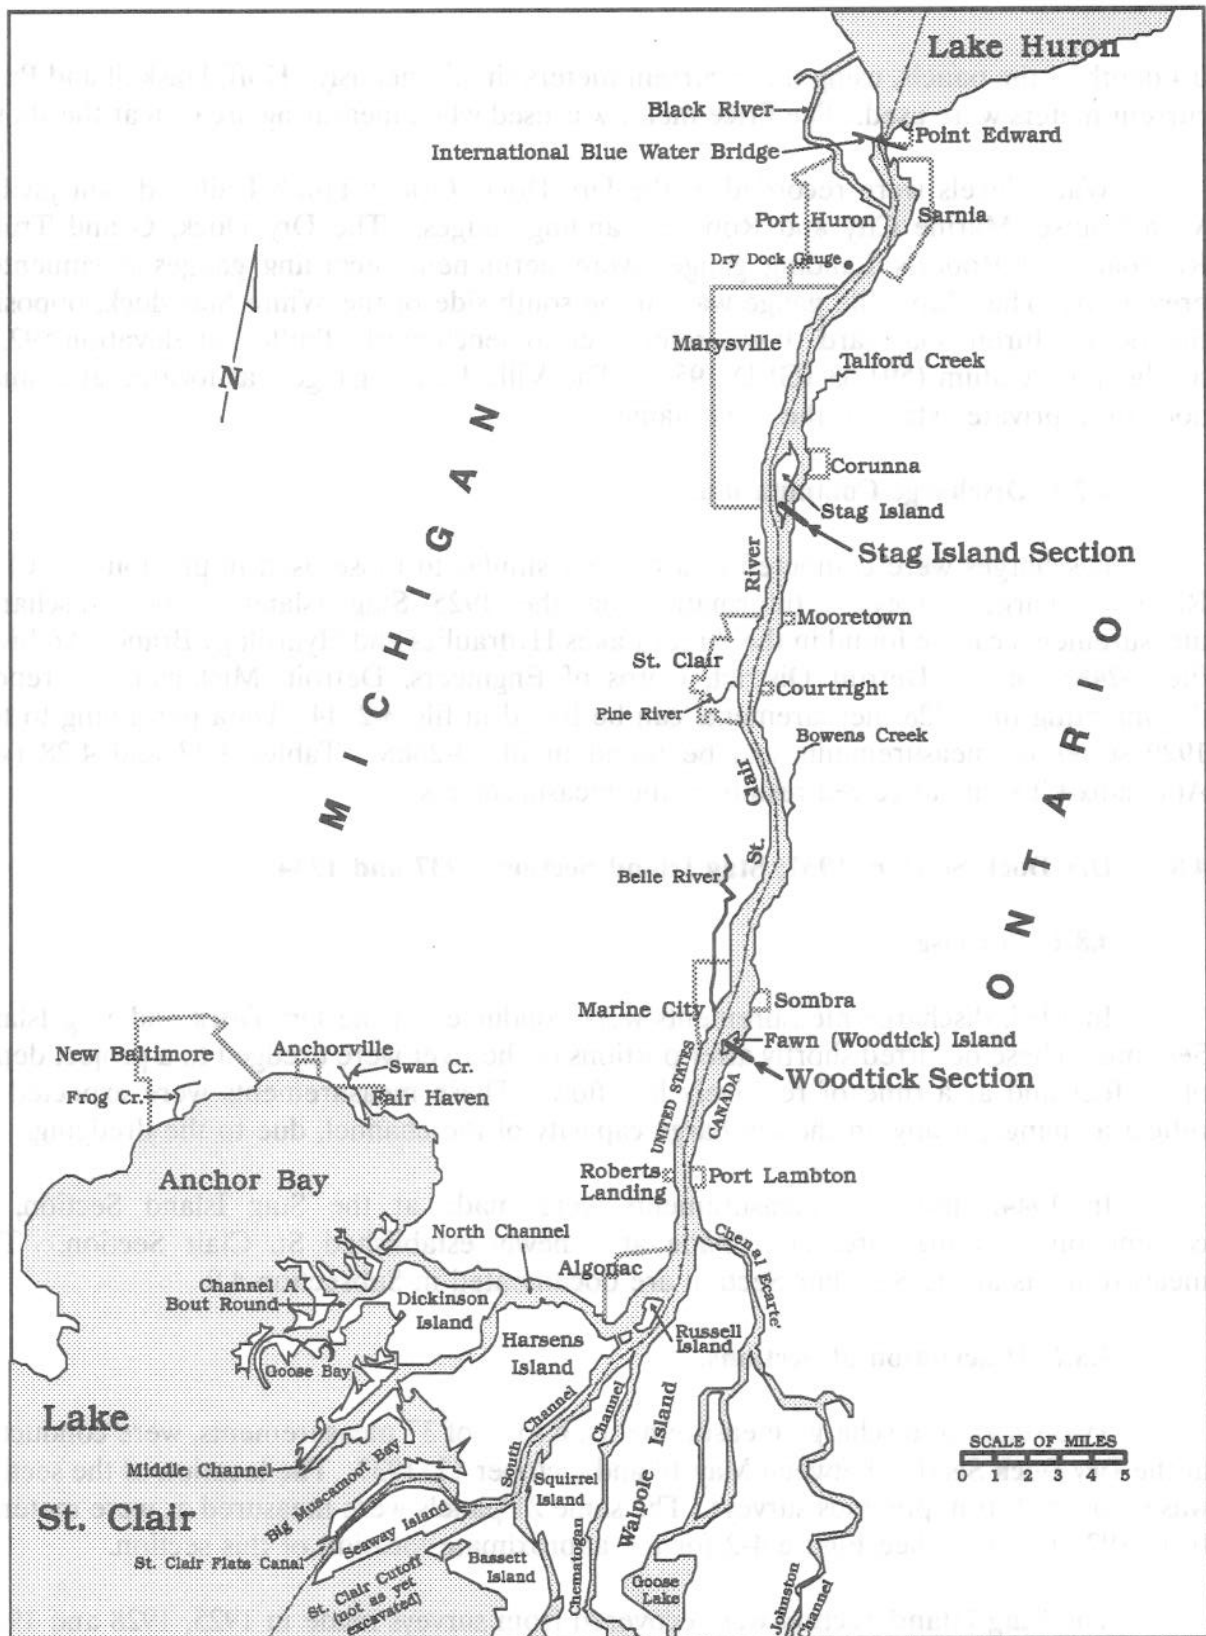 Lake Huron
Black River
Point Edward
International Blue Water Bridge
Port Huron
Sarnia
Dry Dock Gauge
Marysville
Talford Creek
N
MICHIGAN
Corunna
Stag Island
Stag Island Section
River
Mooretown
St. Clair
Courtright
Pine River
Bowens Creek
Clair
ONTARIO
St.
Belle River
Marine City
Sombra
Fawn (Woodtick) Island
Woodtick Section
New Baltimore
Anchorville
Swan Cr.
Frog Cr.
Fair Haven
UNITED STATES
CANADA
Anchor Bay
Roberts
Landing
Port Lambton
North Channel
Chenal Ecarte'
Algonac
Channel A
Bout Round
Dickinson
Island
Harsens
Island
Russell
Island
Goose Bay
Lake
St. Clair
Middle Channel
Big Muscamoot Bay
South Channel
Channel
Island
Squirrel
Island
Walpole
SCALE OF MILES
0 1 2 3 4 5
Seaway Island
St. Clair Flats Canal
St. Clair Cutoff
(not as yet
excavated)
Bassett
Island
Chematogan
Goose
Lake
Johnston
Channel